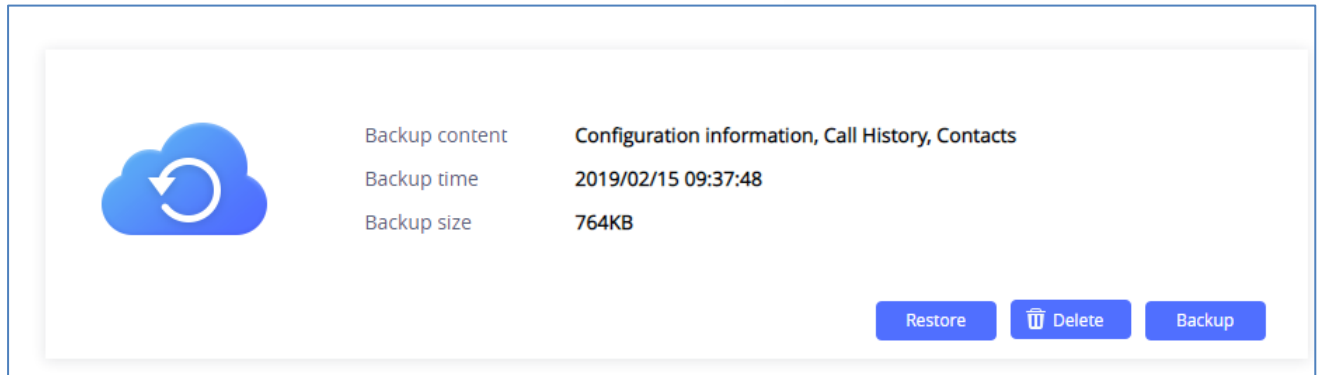 Backup content Configuration information, Call History, Contacts
Backup time 2019/02/15 09:37:48
Backup size 764KB
Restore Delete Backup